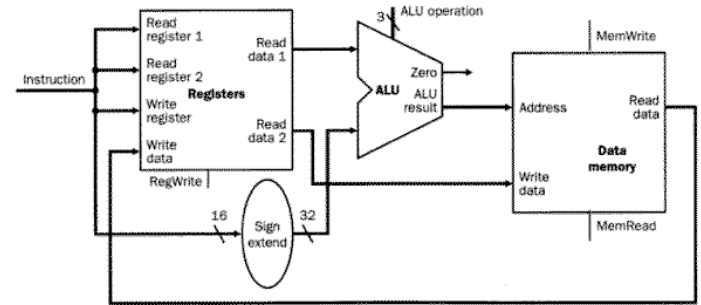 Instruction
Read
register 1
Read
register 2
Registers
Write
register
Write
data
Read
data 1
Read
data 2
RegWrite
16
Sign
extend
32
3
ALU operation
Zero
ALU
ALU
result
MemWrite
Address
Read
data
Data
memory
Write
data
MemRead